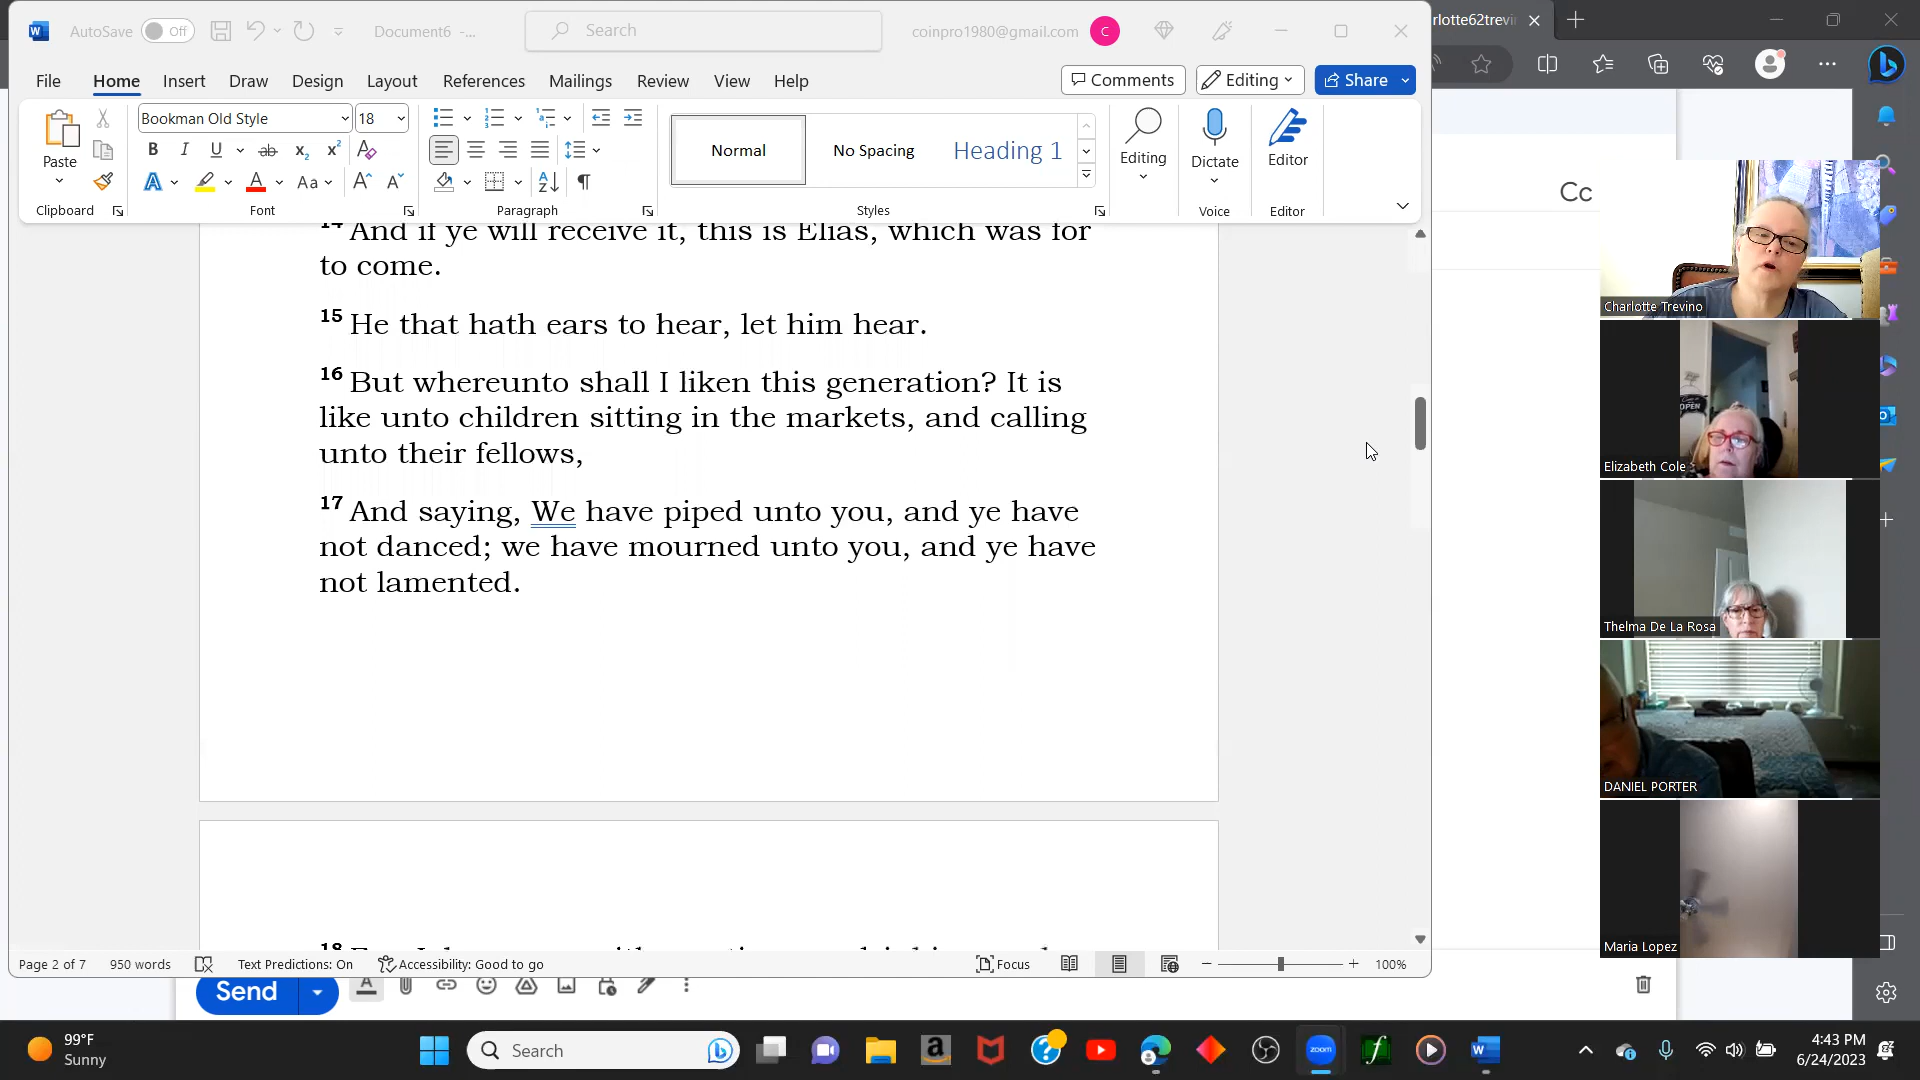 AutoSave Off Document6 -... Search coinpro1980@gmail.com C
File Home Insert Draw Design Layout References Mailings Review View Help Comments Editing Share
Bookman Old Style 18
Paste
Normal No Spacing Heading 1
Editing Dictate Editor
Clipboard Font Paragraph Styles Voice Editor
14 And if ye will receive it, this is Elias, which was for
to come.
15 He that hath ears to hear, let him hear.
16 But whereunto shall I liken this generation? It is
like unto children sitting in the markets, and calling
unto their fellows,
17 And saying, We have piped unto you, and ye have
not danced; we have mourned unto you, and ye have
not lamented.
18
Page 2 of 7 950 words Text Predictions: On Accessibility: Good to go Focus 100%
Send
Cc
Charlotte Trevino
OPEN
Elizabeth Cole
Thelma De La Rosa
DANIEL PORTER
Maria Lopez
99°F
Sunny
Search
zoom
4:43 PM
6/24/2023